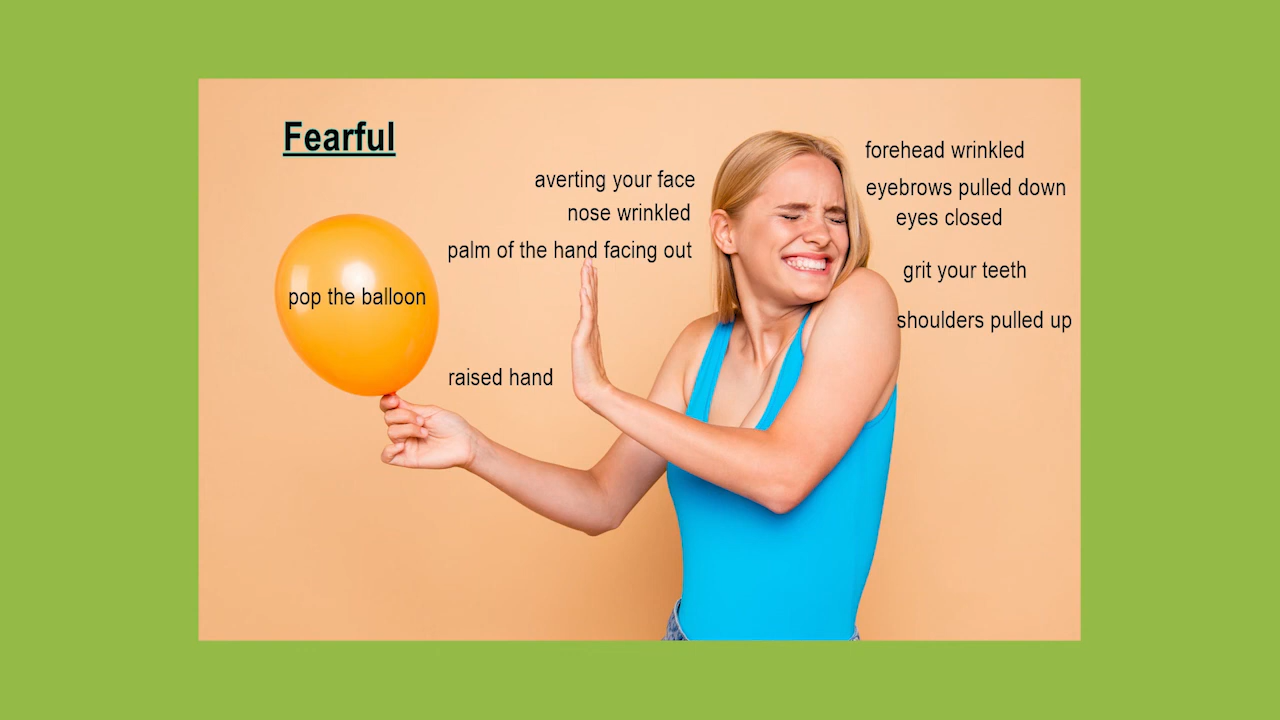 Fearful
averting your face
nose wrinkled
palm of the hand facing out
pop the balloon
raised hand
forehead wrinkled
eyebrows pulled down
eyes closed
grit your teeth
shoulders pulled up